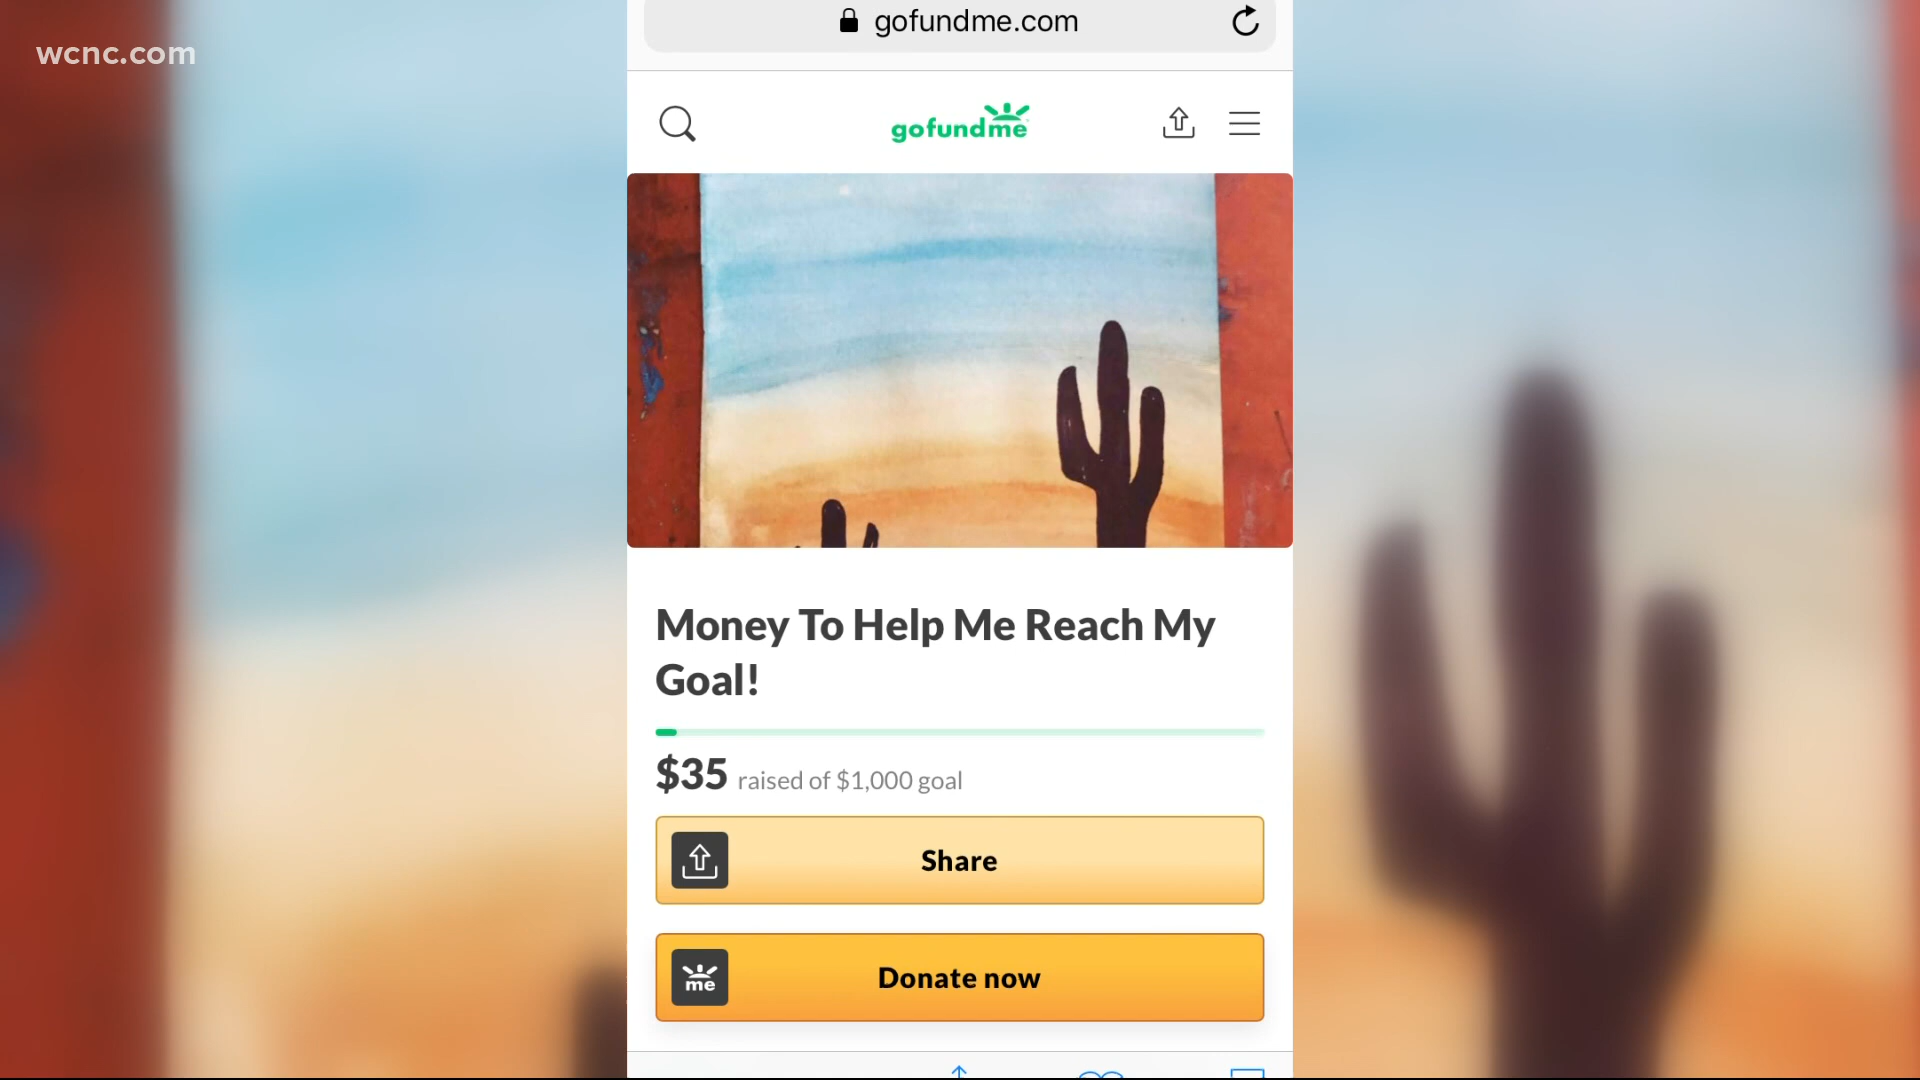 wcnc.com
gofundme.com
gofundme
Money To Help Me Reach My
Goal!
$35 raised of $1,000 goal
Share
me
Donate now